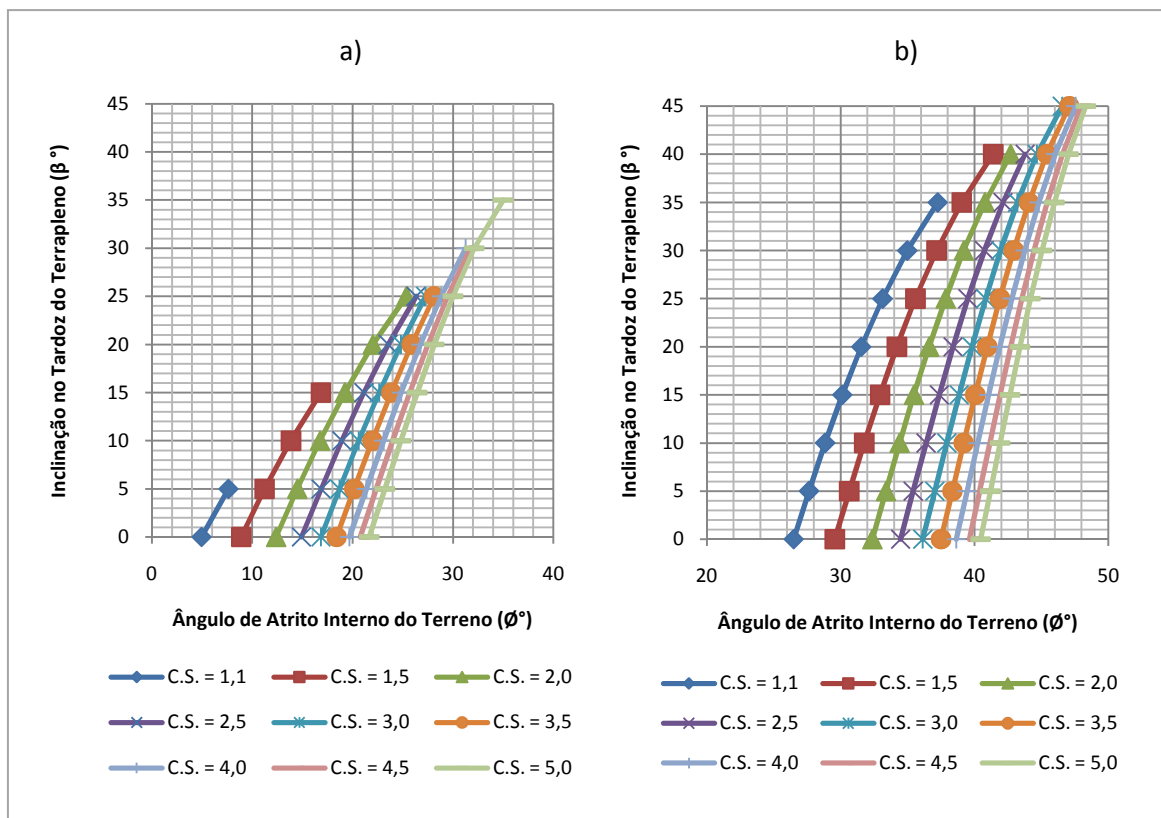 a)
45
40
35
30
25
20
15
10
5
0
0 10 20 30 40
Inclinação no Tardoz do Terrapleno (β °)
Ângulo de Atrito Interno do Terreno (Ø°)
C.S. = 1,1 C.S. = 1,5 C.S. = 2,0
C.S. = 2,5 C.S. = 3,0 C.S. = 3,5
C.S. = 4,0 C.S. = 4,5 C.S. = 5,0
b)
45
40
35
30
25
20
15
10
5
0
20 30 40 50
Inclinação no Tardoz do Terrapleno (β °)
Ângulo de Atrito Interno do Terreno (Ø°)
C.S. = 1,1 C.S. = 1,5 C.S. = 2,0
C.S. = 2,5 C.S. = 3,0 C.S. = 3,5
C.S. = 4,0 C.S. = 4,5 C.S. = 5,0